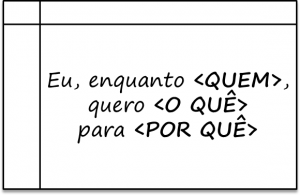 Eu, enquanto <QUEM>,
quero <O QUÊ>
para <POR QUÊ>